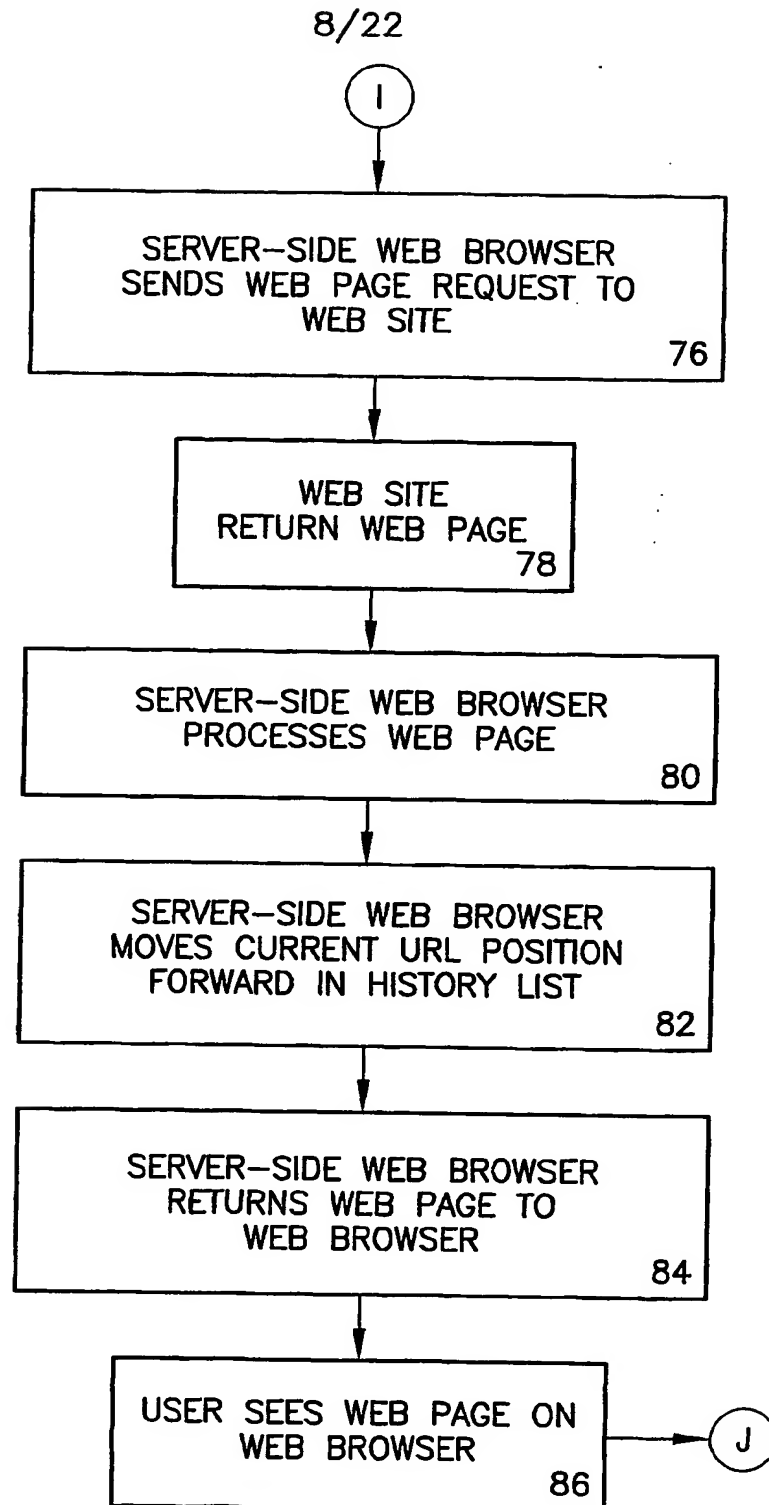 8/22
I
SERVER-SIDE WEB BROWSER
SENDS WEB PAGE REQUEST TO
WEB SITE
76
WEB SITE
RETURN WEB PAGE
78
SERVER-SIDE WEB BROWSER
PROCESSES WEB PAGE
80
SERVER-SIDE WEB BROWSER
MOVES CURRENT URL POSITION
FORWARD IN HISTORY LIST
82
SERVER-SIDE WEB BROWSER
RETURNS WEB PAGE TO
WEB BROWSER
84
USER SEES WEB PAGE ON
WEB BROWSER
86
J